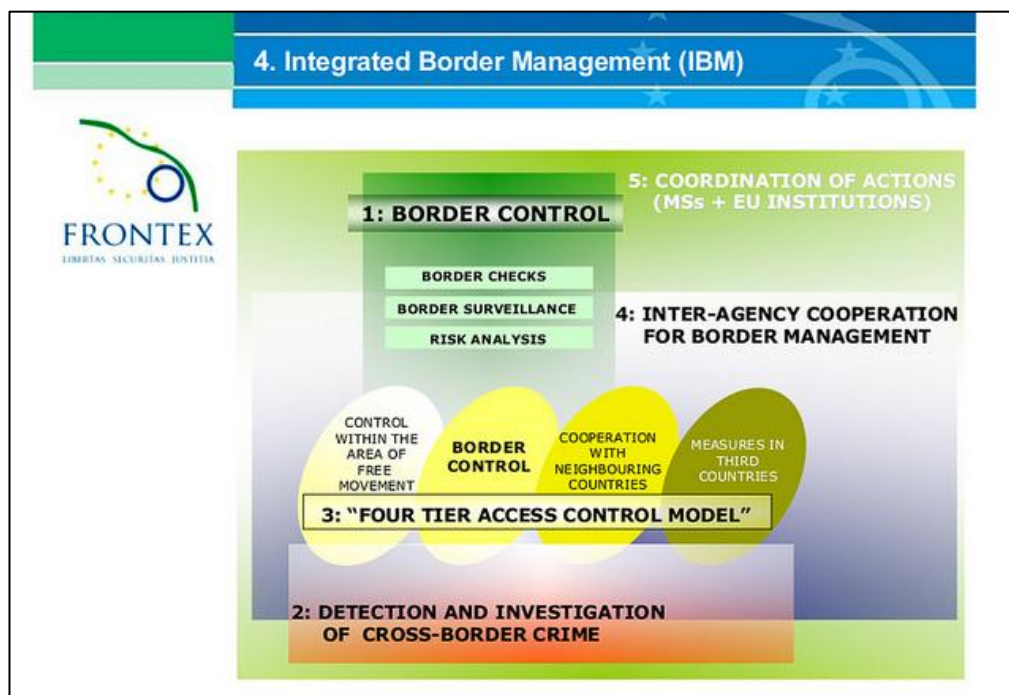 4. Integrated Border Management (IBM)
FRONTEX
LIBERTAS SECURITAS JUSTITIA
5: COORDINATION OF ACTIONS
(MSs + EU INSTITUTIONS)
1: BORDER CONTROL
BORDER CHECKS
BORDER SURVEILLANCE
RISK ANALYSIS
4: INTER-AGENCY COOPERATION
FOR BORDER MANAGEMENT
CONTROL
WITHIN THE
AREA OF
FREE
MOVEMENT
BORDER
CONTROL
COOPERATION
WITH
NEIGHBOURING
COUNTRIES
MEASURES IN
THIRD
COUNTRIES
3: “FOUR TIER ACCESS CONTROL MODEL”
2: DETECTION AND INVESTIGATION
OF CROSS-BORDER CRIME